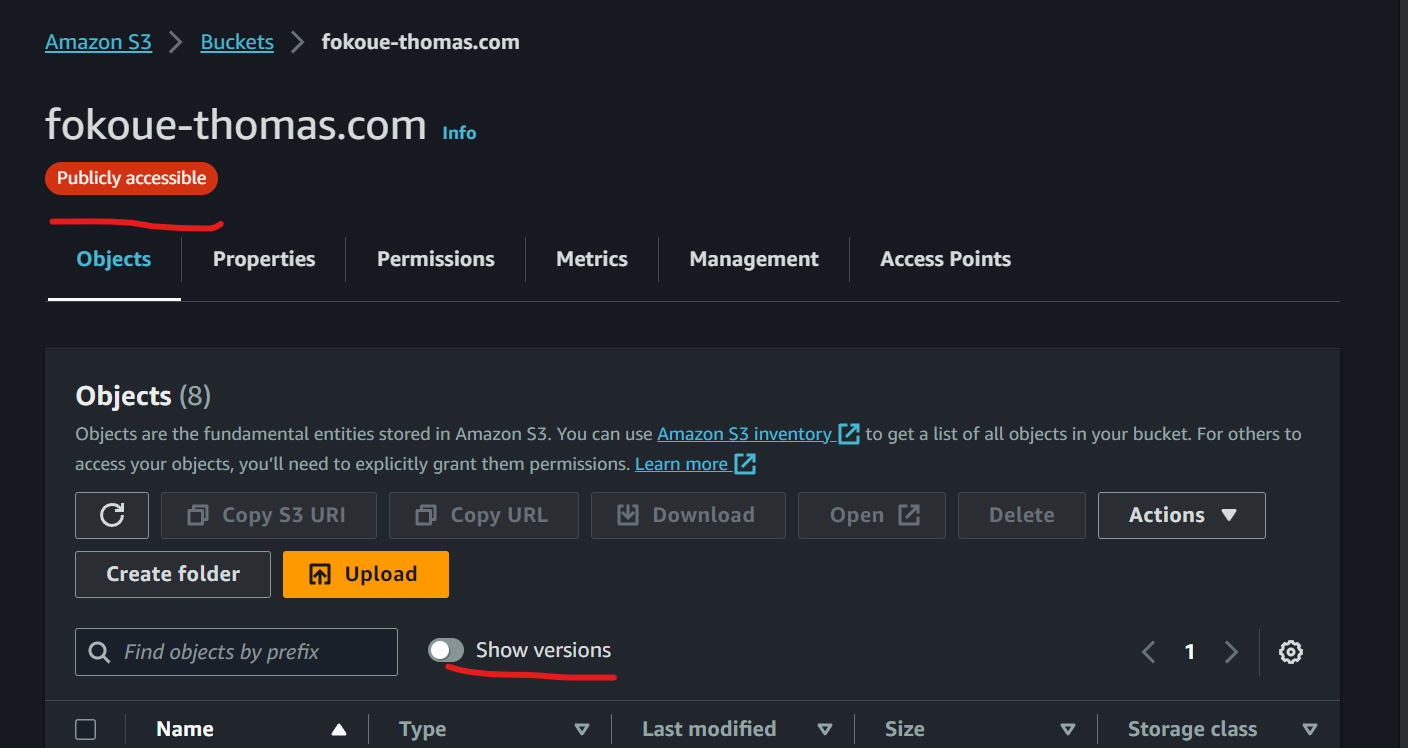 Amazon S3 > Buckets > fokoue-thomas.com
fokoue-thomas.com Info
Publicly accessible
Objects Properties Permissions Metrics Management Access Points
Objects (8)
Objects are the fundamental entities stored in Amazon S3. You can use Amazon S3 inventory to get a list of all objects in your bucket. For others to
access your objects, you’ll need to explicitly grant them permissions. Learn more
Copy S3 URI Copy URL Download Open Delete Actions
Create folder Upload
Find objects by prefix Show versions 1
Name Type Last modified Size Storage class